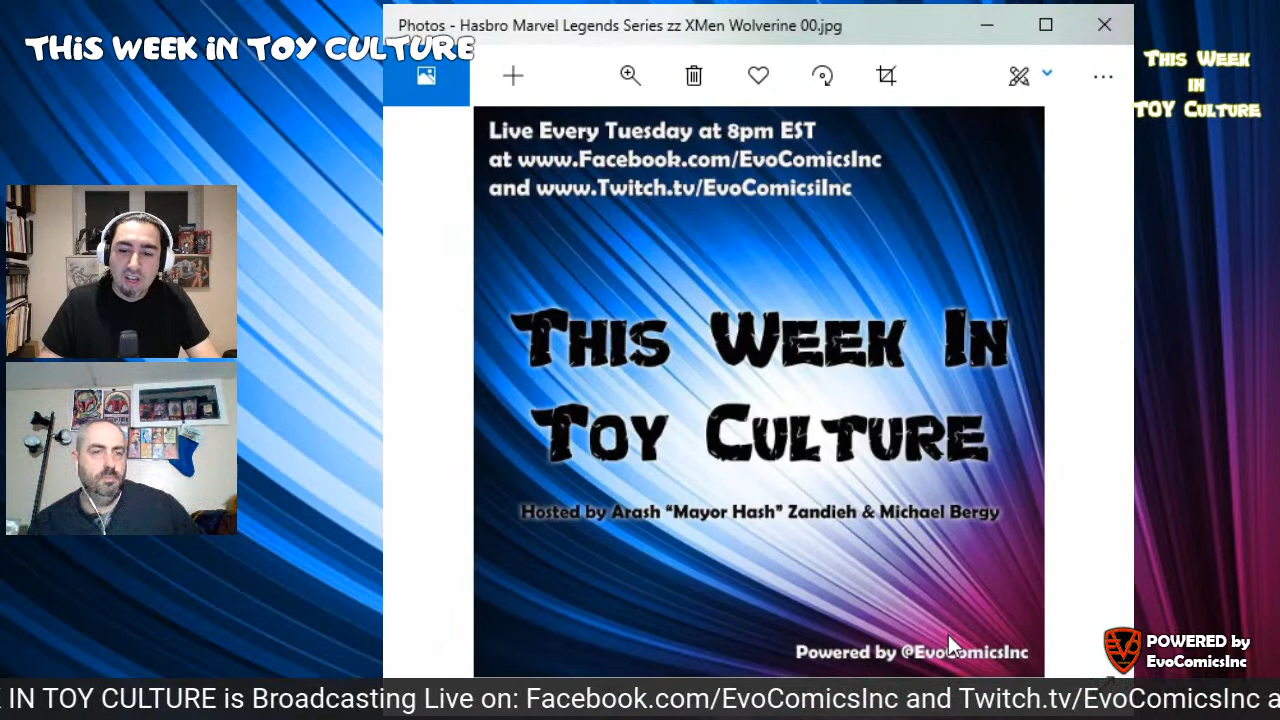 THiS WEEK iN TOY CULTURE
Photos - Hasbro Marvel Legends Series zz XMen Wolverine 00.jpg
This Week
in
TOY Culture
Live Every Tuesday at 8pm EST
at www.Facebook.com/EvoComicsInc
and www.Twitch.tv/EvoComicsiInc
This Week In
Toy Culture
Hosted by Arash “Mayor Hash” Zandieh & Michael Bergy
Powered by @EvoComicsInc
EVO
POWERED by
EvoComicsInc
K IN TOY CULTURE is Broadcasting Live on: Facebook.com/EvoComicsInc and Twitch.tv/EvoComicsInc a